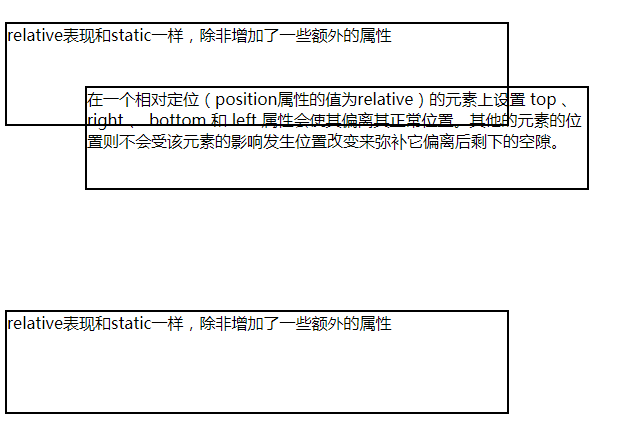 relative表现和static一样，除非增加了一些额外的属性
在一个相对定位（position属性的值为relative）的元素上设置 top 、
right 、 bottom 和 left 属性会使其偏离其正常位置。其他的元素的位
置则不会受该元素的影响发生位置改变来弥补它偏离后剩下的空隙。
relative表现和static一样，除非增加了一些额外的属性